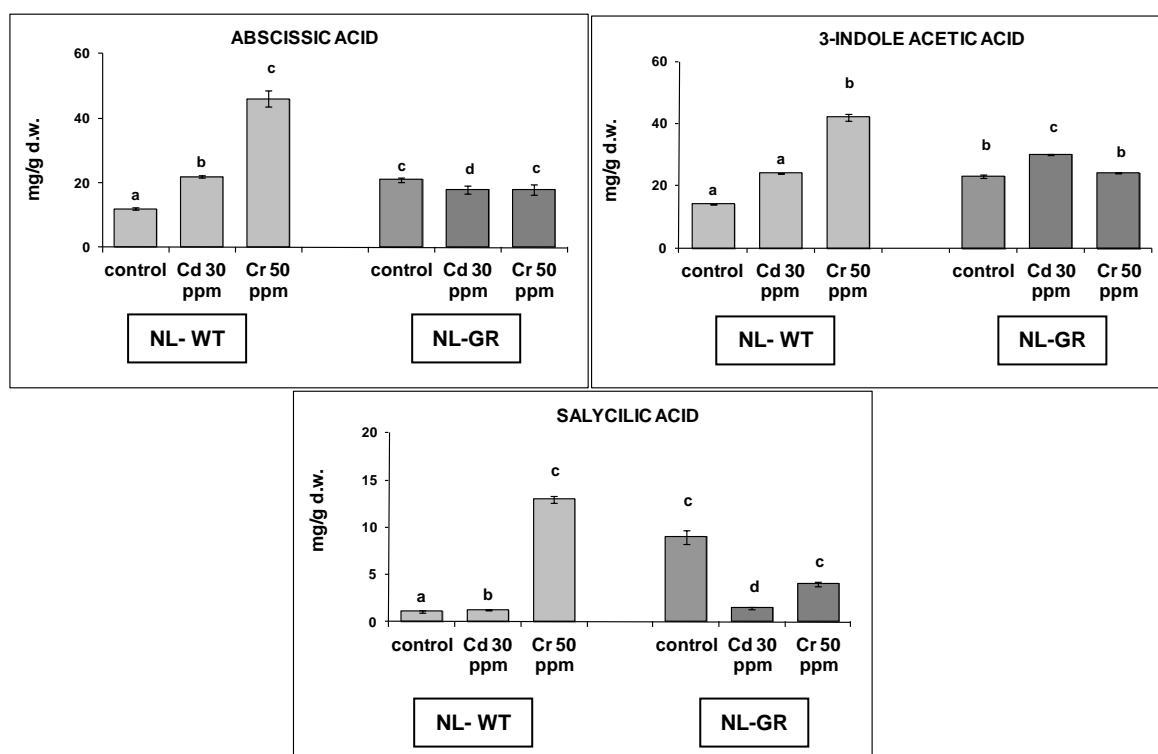 ABSCISSIC ACID
mg/g d.w.
60
40
20
0
a
b
c
c
d
c
control Cd 30 Cr 50 control Cd 30 Cr 50
ppm ppm ppm ppm
NL- WT NL-GR
3-INDOLE ACETIC ACID
mg/g d.w.
60
40
20
0
a
a
b
b
c
b
control Cd 30 Cr 50 control Cd 30 Cr 50
ppm ppm ppm ppm
NL- WT NL-GR
SALYCILIC ACID
mg/g d.w.
20
15
10
5
0
a
b
c
c
d
c
control Cd 30 Cr 50 control Cd 30 Cr 50
ppm ppm ppm ppm
NL- WT NL-GR